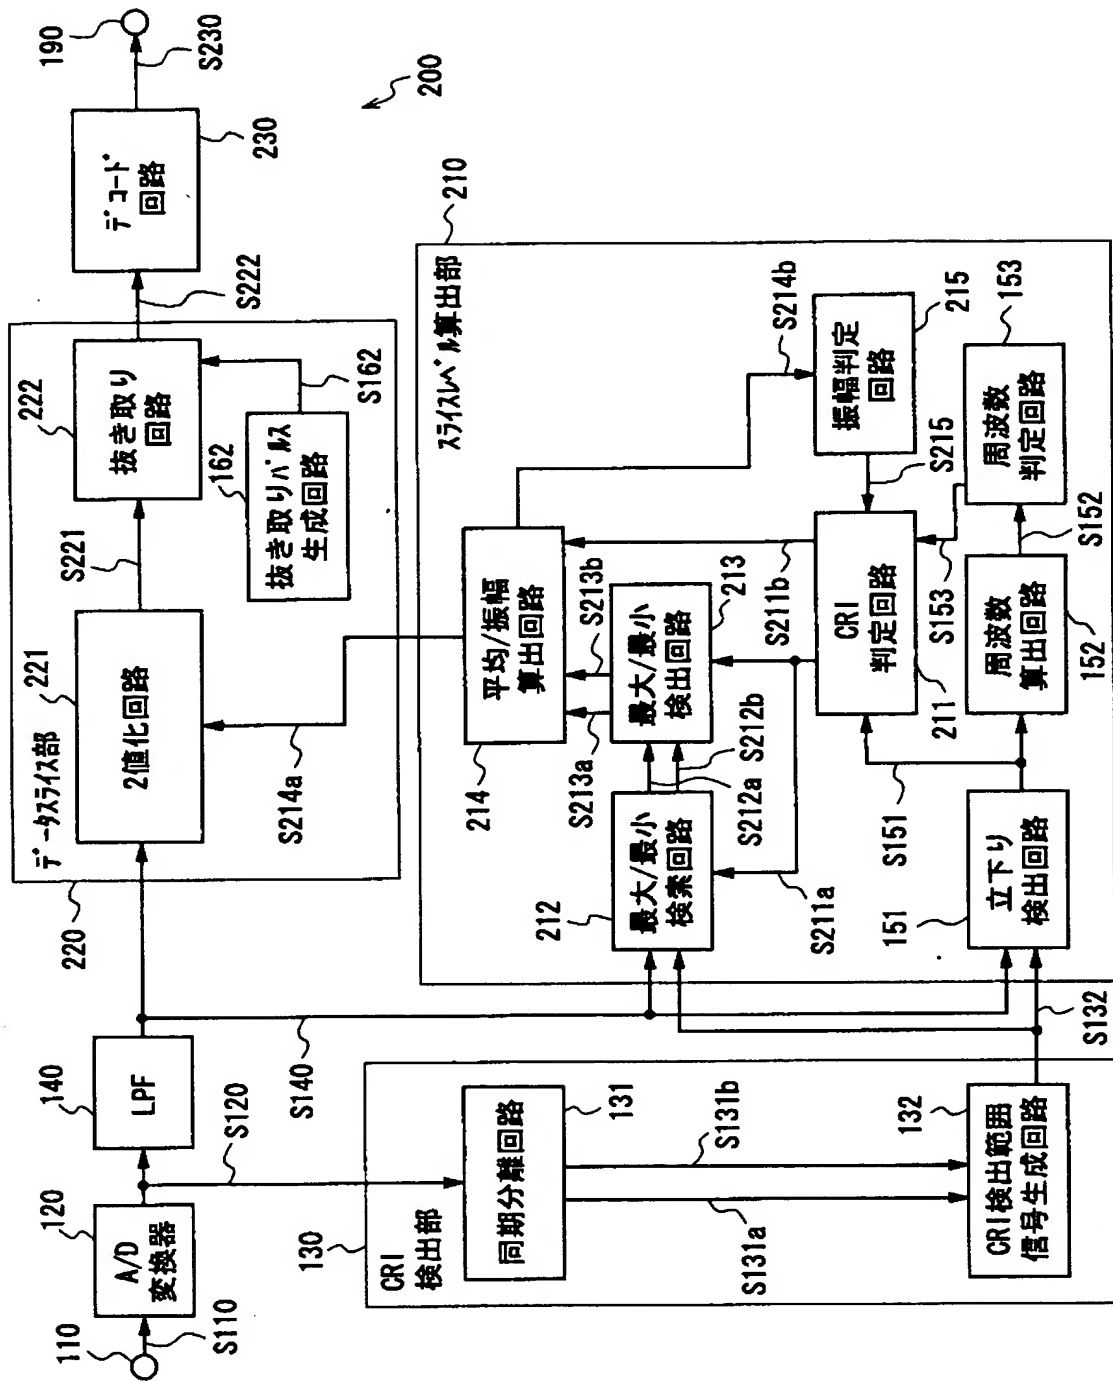 110
S110
A/D
変換器
120
S120
LPF
140
S140
データスライス部
220
2値化回路
221
S221
S214a
抜き取り
回路
222
抜き取りパルス
生成回路
162
S162
S222
デコード
回路
230
S230
190
200
CRI
検出部
130
同期分離回路
131
S131a
S131b
CRI検出範囲
信号生成回路
132
S132
スライスレベル算出部
210
最大/最小
検索回路
212
S212a
S212b
最大/最小
検出回路
213
S213a
S213b
平均/振幅
算出回路
214
S214b
振幅判定
回路
215
S215
CRI
判定回路
211
S211a
S211b
立下り
検出回路
151
S151
周波数
算出回路
152
S152
周波数
判定回路
153
S153